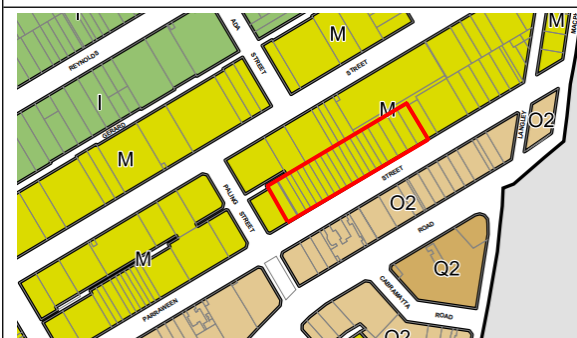 ADA
STREET
M
M
REYNOLDS
STREET
I
GERARD
M
M
LANGLEY
O2
M
PALING
STREET
STREET
O2
ROAD
M
Q2
PARRAWEEN
CABRAMATTA
ROAD
O2